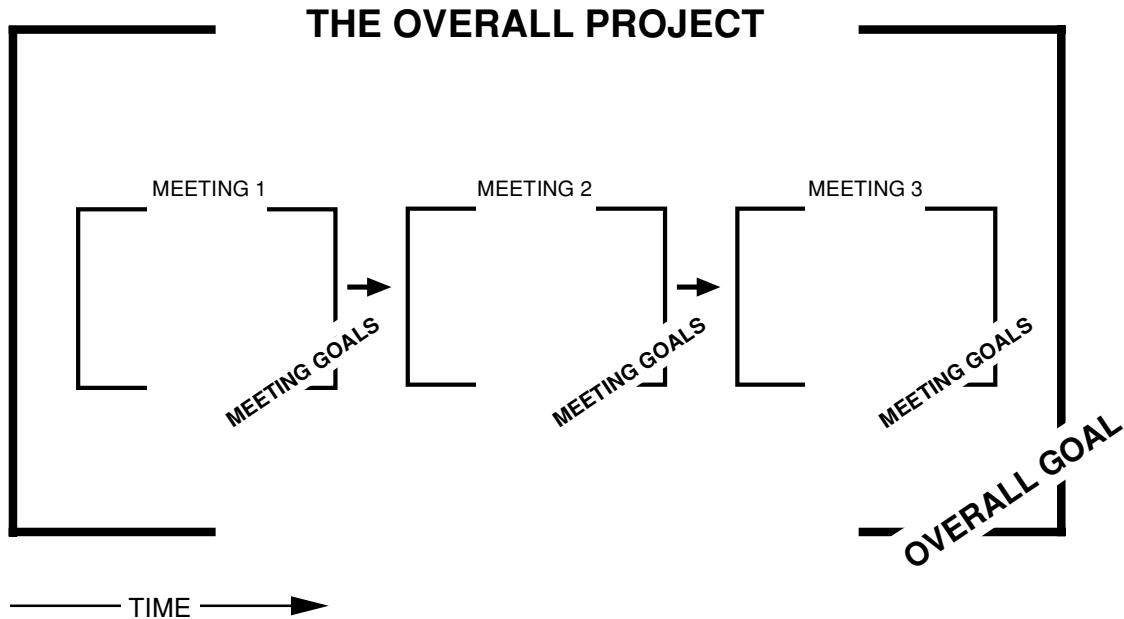 THE OVERALL PROJECT
MEETING 1
MEETING 2
MEETING 3
MEETING GOALS
MEETING GOALS
MEETING GOALS
OVERALL GOAL
TIME